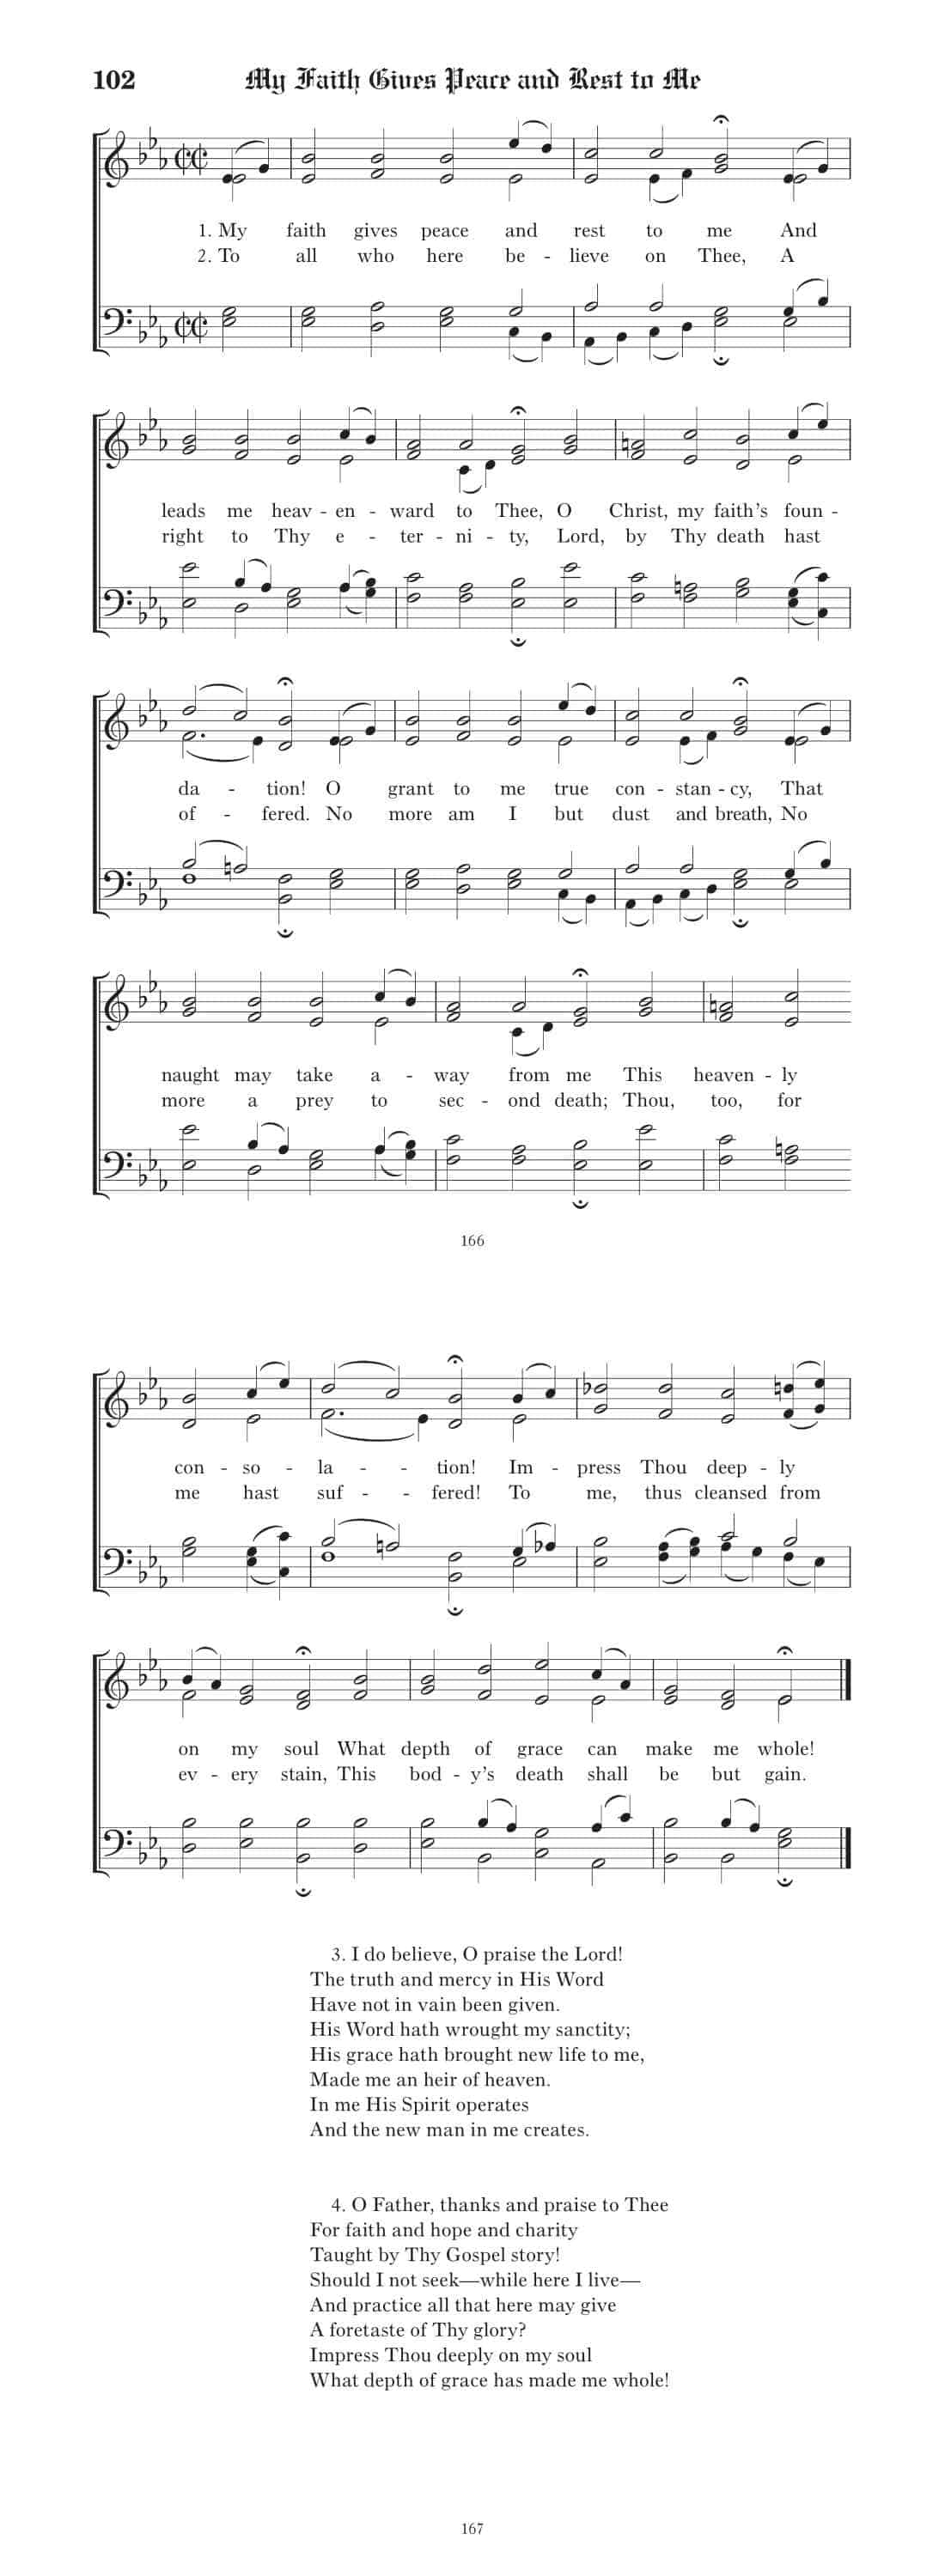 102 My Faith Gives Peace and Rest to Me
1. My faith gives peace and rest to me And
2. To all who here be - lieve on Thee, A
leads me heav - en - ward to Thee, O Christ, my faith's foun -
right to Thy e - ter - ni - ty, Lord, by Thy death hast
da - tion! O grant to me true con - stan - cy, That
of - fered. No more am I but dust and breath, No
naught may take a - way from me This heaven - ly
more a prey to sec - ond death; Thou, too, for
166
con - so - la - - tion! Im - press Thou deep - ly
me hast suf - - fered! To me, thus cleansed from
on my soul What depth of grace can make me whole!
ev - ery stain, This bod - y's death shall be but gain.
3. I do believe, O praise the Lord!
The truth and mercy in His Word
Have not in vain been given.
His Word hath wrought my sanctity;
His grace hath brought new life to me,
Made me an heir of heaven.
In me His Spirit operates
And the new man in me creates.
4. O Father, thanks and praise to Thee
For faith and hope and charity
Taught by Thy Gospel story!
Should I not seek—while here I live—
And practice all that here may give
A foretaste of Thy glory?
Impress Thou deeply on my soul
What depth of grace has made me whole!
167